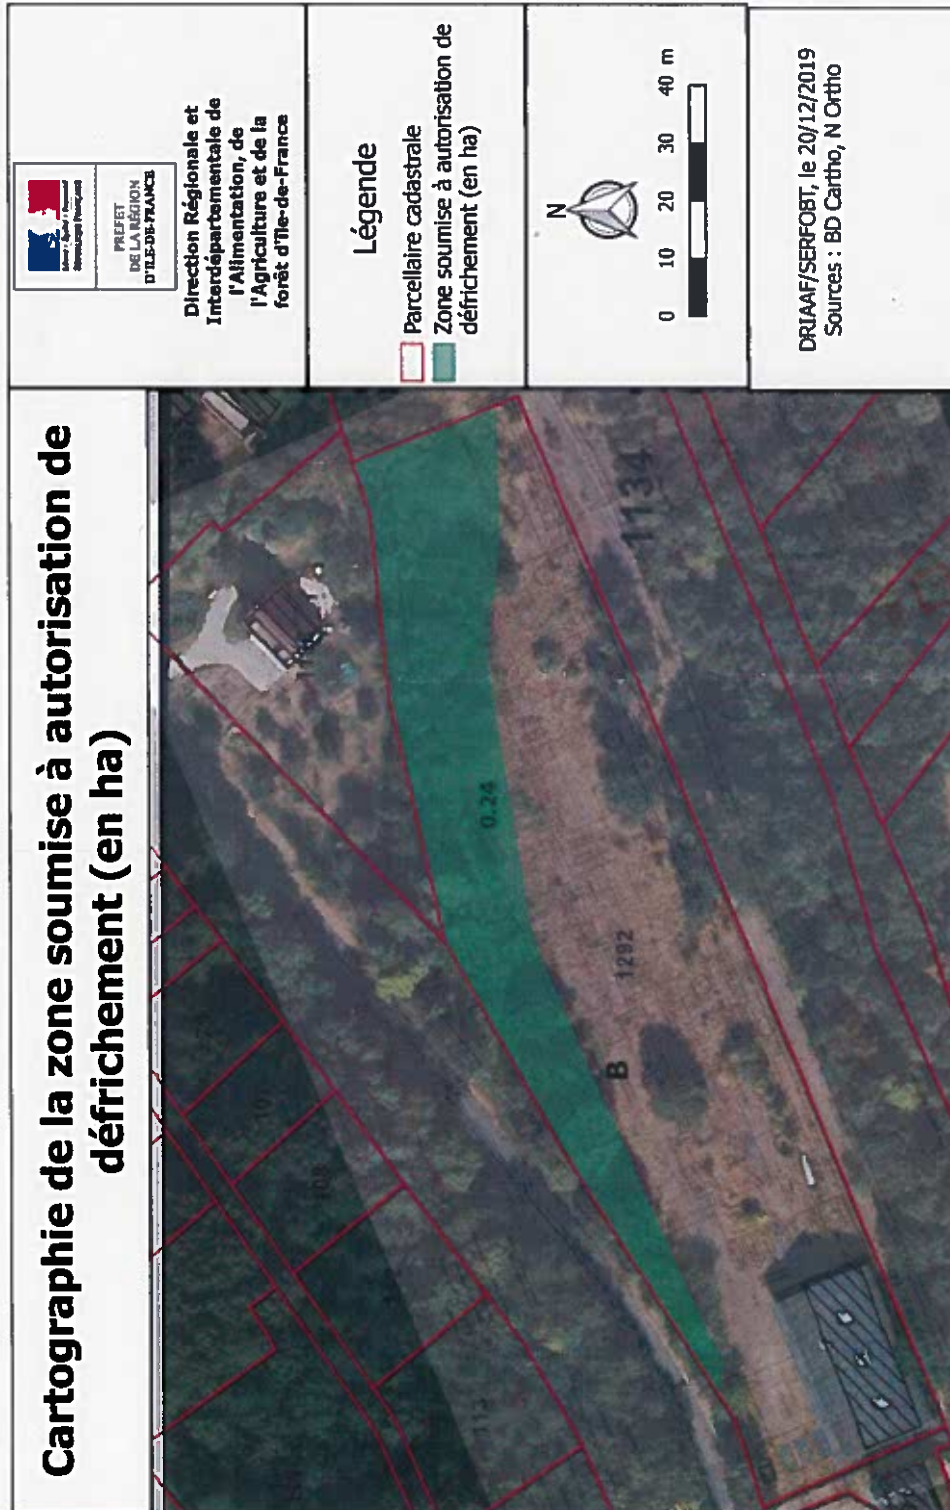 Cartographie de la zone soumise à autorisation de
défrichement (en ha)
PREFET
DE LA RÉGION
D'ILE-DE-FRANCE
Direction Régionale et
Interdépartementale de
l'Alimentation, de
l'Agriculture et de la
forêt d'Ile-de-France
Légende
Parcellaire cadastrale
Zone soumise à autorisation de
défrichement (en ha)
N
0 10 20 30 40 m
DRIAAF/SERFOBT, le 20/12/2019
Sources : BD Cartho, N Ortho
0.24
1292
B
1134